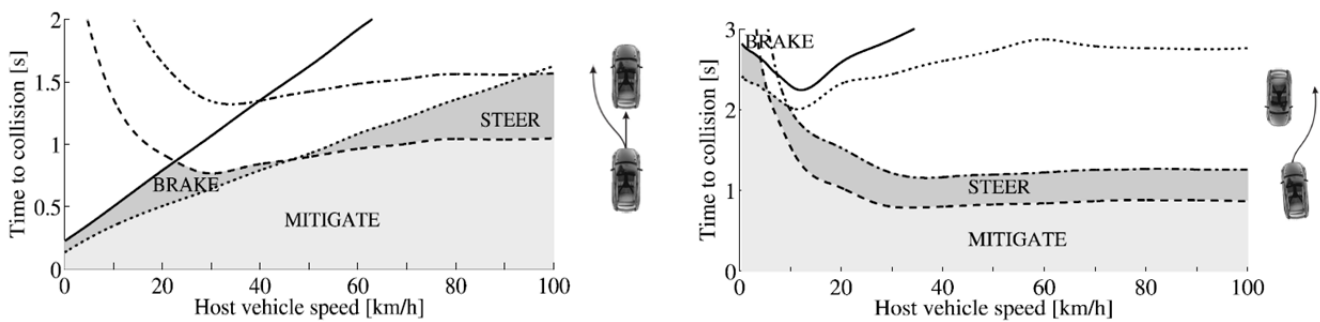 Time to collision [s]
2
1.5
1
0.5
0
BRAKE
STEER
MITIGATE
0 20 40 60 80 100
Host vehicle speed [km/h]
Time to collision [s]
3
2
1
0
BRAKE
STEER
MITIGATE
0 20 40 60 80 100
Host vehicle speed [km/h]